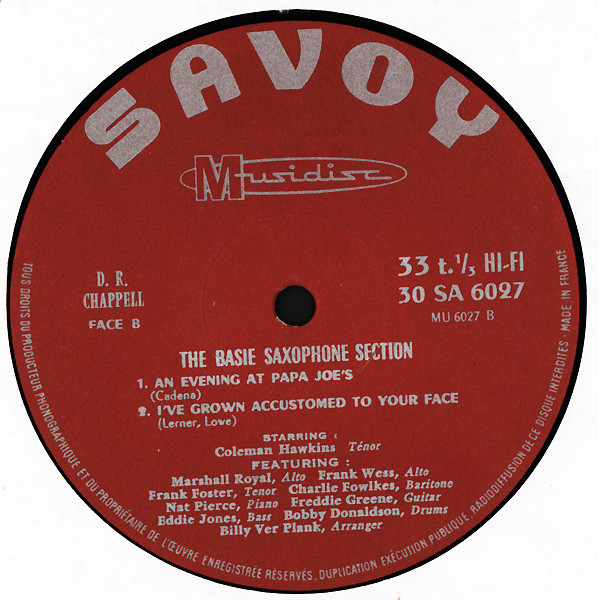 SAVOY
Musidisc
D. R.
CHAPPELL
FACE B
33 t.1/3 HI-FI
30 SA 6027
MU 6027 B
THE BASIE SAXOPHONE SECTION
1. AN EVENING AT PAPA JOE'S
(Cadena)
2. I'VE GROWN ACCUSTOMED TO YOUR FACE
(Lerner, Lowe)
STARRING :
Coleman Hawkins Ténor
FEATURING :
Marshall Royal, Alto Frank Wess, Alto
Frank Foster, Tenor Charlie Fowlkes, Baritone
Nat Pierce, Piano Freddie Greene, Guitar
Eddie Jones, Bass Bobby Donaldson, Drums
Billy Ver Plank, Arranger
TOUS DROITS DU PRODUCTEUR PHONOGRAPHIQUE ET DU PROPRIÉTAIRE DE L'ŒUVRE ENREGISTRÉE RÉSERVÉS. DUPLICATION, EXÉCUTION PUBLIQUE, RADIODIFFUSION DE CE DISQUE INTERDITES - MADE IN FRANCE